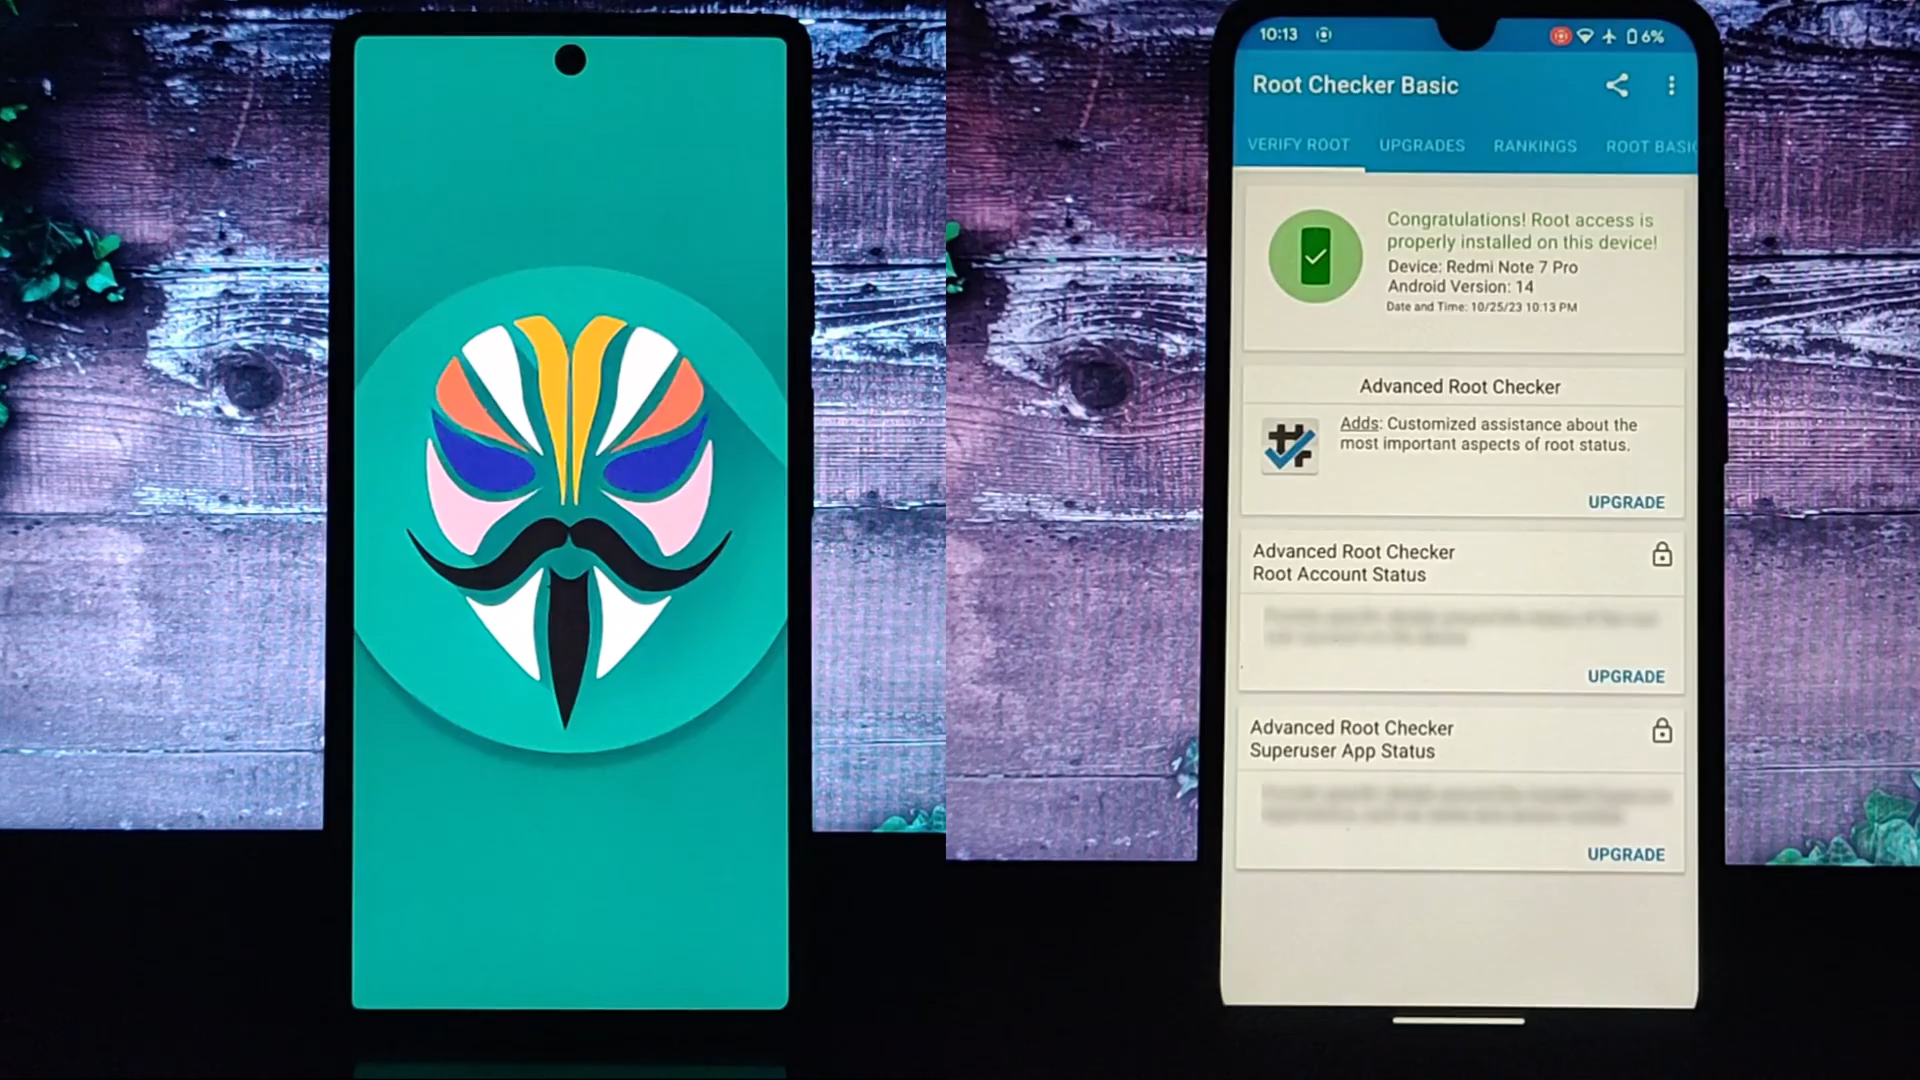 10:13
6%
Root Checker Basic
VERIFY ROOT
UPGRADES
RANKINGS
ROOT BASIC
Congratulations! Root access is
properly installed on this device!
Device: Redmi Note 7 Pro
Android Version: 14
Date and Time: 10/25/23 10:13 PM
Advanced Root Checker
Adds: Customized assistance about the
most important aspects of root status.
UPGRADE
Advanced Root Checker
Root Account Status
UPGRADE
Advanced Root Checker
Superuser App Status
UPGRADE